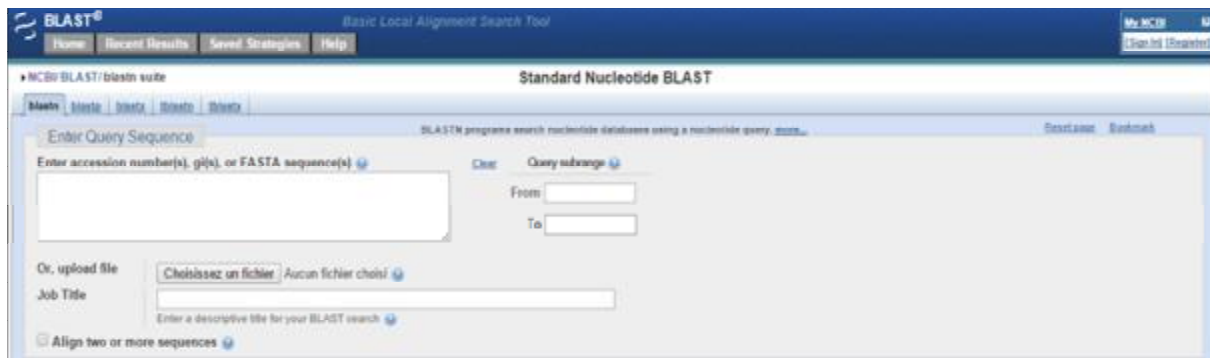 BLAST® Basic Local Alignment Search Tool My NCBI
Home Recent Results Saved Strategies Help [Sign In] [Register]
NCBI/ BLAST/ blastn suite Standard Nucleotide BLAST
blastn blastp blastx tblastn tblastx
Enter Query Sequence BLASTN programs search nucleotide databases using a nucleotide query. more... Reset page Bookmark
Enter accession number(s), gi(s), or FASTA sequence(s) Clear Query subrange
From
To
Or, upload file Choisissez un fichier Aucun fichier choisi
Job Title
Enter a descriptive title for your BLAST search
Align two or more sequences